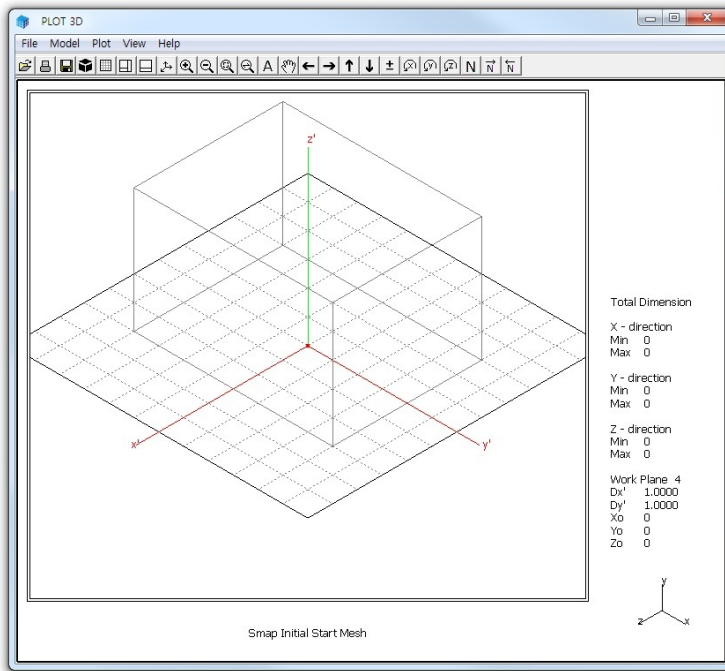 PLOT 3D
File Model Plot View Help
A ± X Y Z N N N
z'
x'
y'
Total Dimension
X - direction
Min 0
Max 0
Y - direction
Min 0
Max 0
Z - direction
Min 0
Max 0
Work Plane 4
Dx' 1.0000
Dy' 1.0000
Xo 0
Yo 0
Zo 0
y
z x
Smap Initial Start Mesh